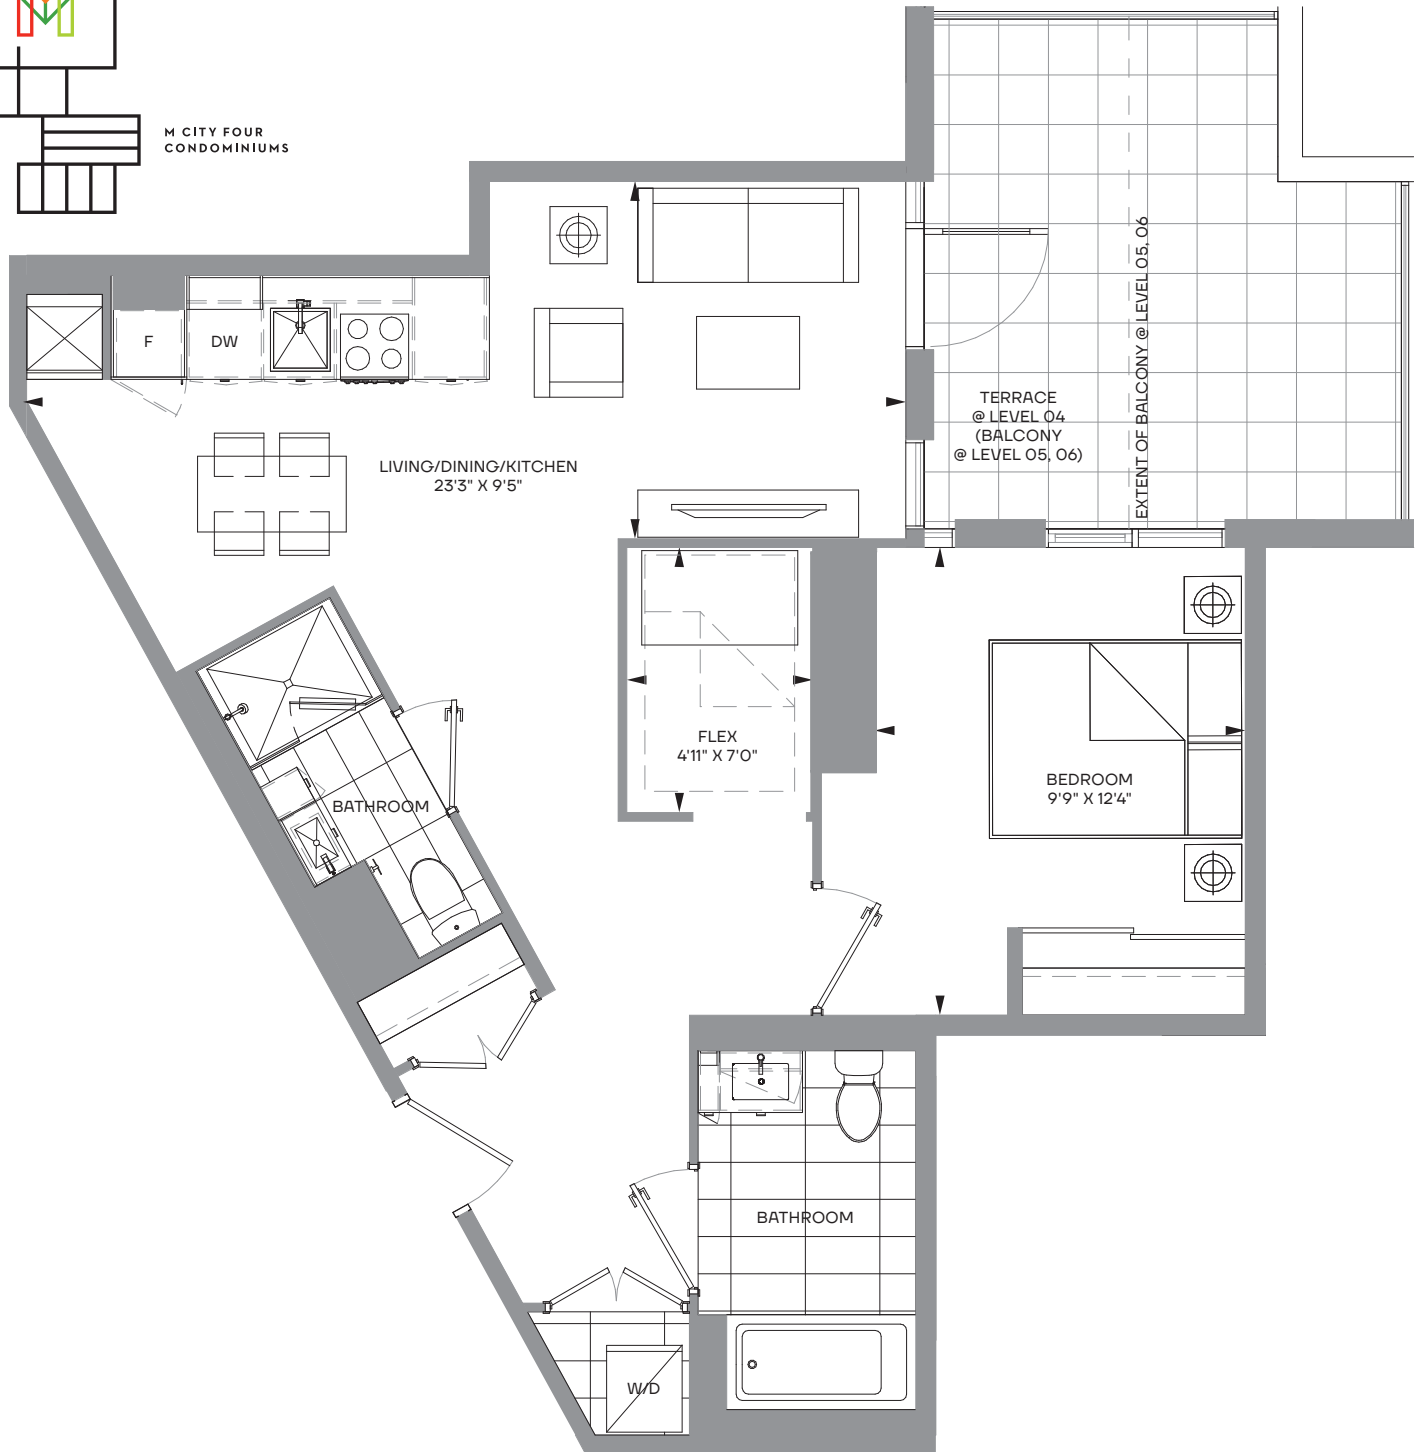 M CITY FOUR
CONDOMINIUMS
F
DW
LIVING/DINING/KITCHEN
23'3" X 9'5"
TERRACE
@ LEVEL 04
(BALCONY
@ LEVEL 05, 06)
EXTENT OF BALCONY @ LEVEL 05, 06
FLEX
4'11" X 7'0"
BEDROOM
9'9" X 12'4"
BATHROOM
BATHROOM
W/D